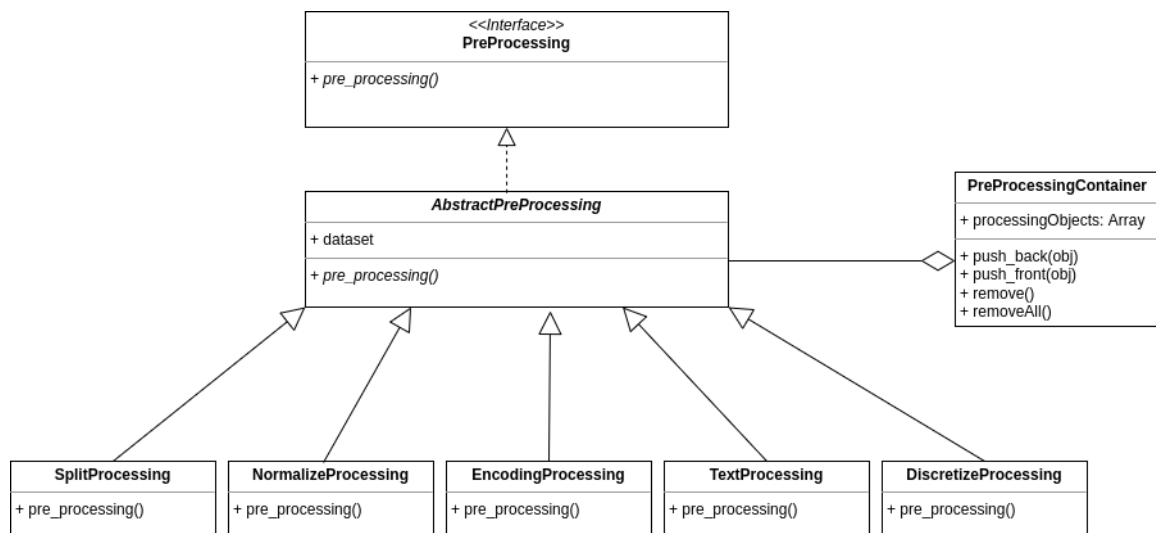 <<Interface>>
PreProcessing
+ pre_processing()
AbstractPreProcessing
+ dataset
+ pre_processing()
PreProcessingContainer
+ processingObjects: Array
+ push_back(obj)
+ push_front(obj)
+ remove()
+ removeAll()
SplitProcessing
+ pre_processing()
NormalizeProcessing
+ pre_processing()
EncodingProcessing
+ pre_processing()
TextProcessing
+ pre_processing()
DiscretizeProcessing
+ pre_processing()